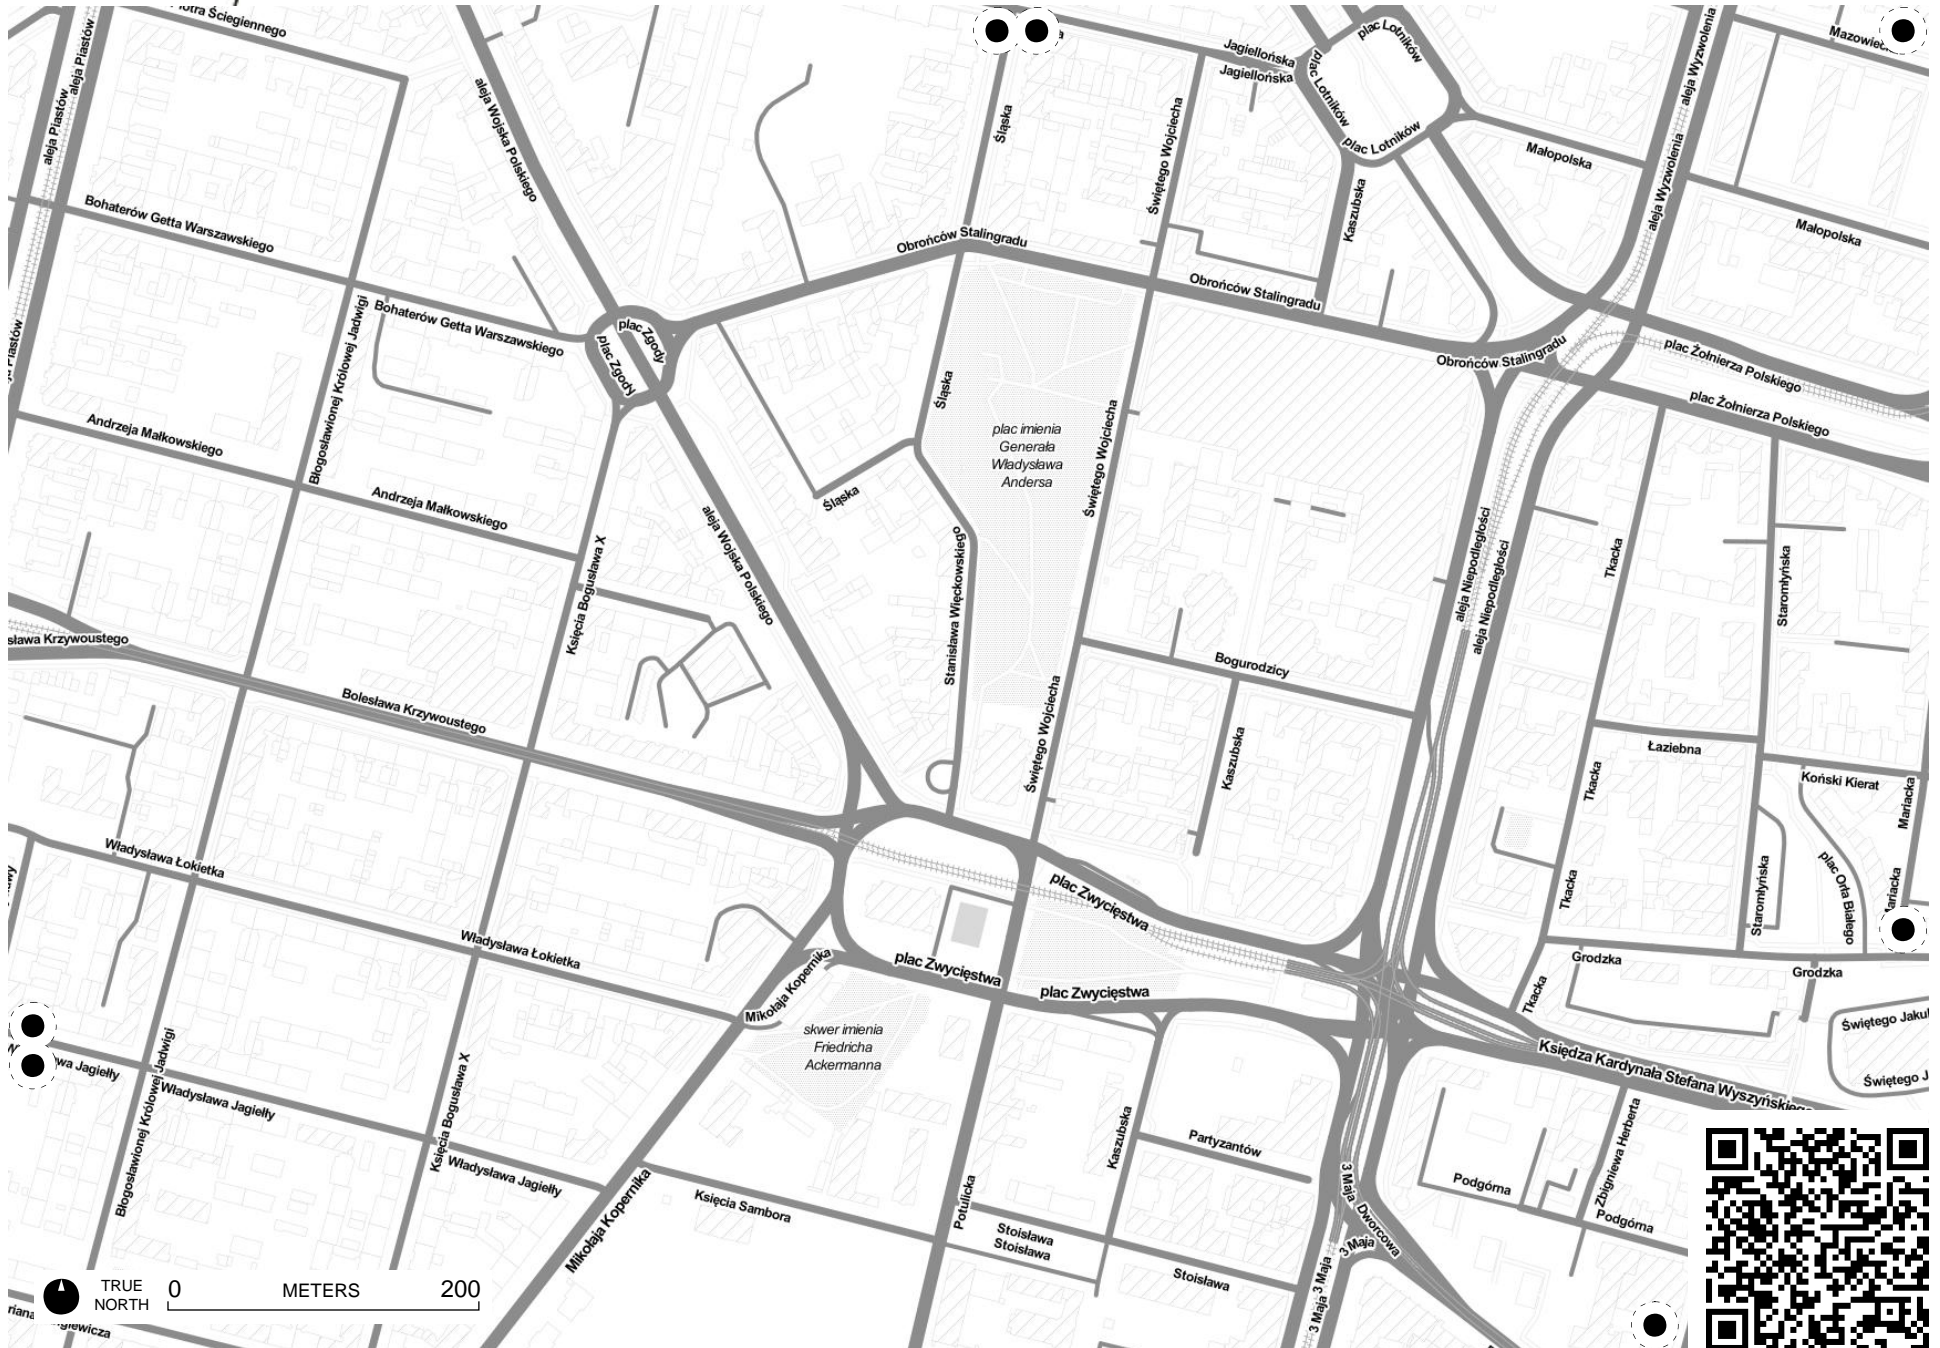 Piotra Ściegiennego
aleja Piastów
aleja Piastów
aleja Wojska Polskiego
Śląska
Jagiellońska
Jagiellońska
plac Lotników
plac Lotników
plac Lotników
Świętego Wojciecha
Kaszubska
Małopolska
aleja Wyzwolenia
aleja Wyzwolenia
Małopolska
Bohaterów Getta Warszawskiego
Obrońców Stalingradu
Obrońców Stalingradu
Obrońców Stalingradu
plac Żołnierza Polskiego
plac Żołnierza Polskiego
Bohaterów Getta Warszawskiego
plac Zgody
plac Zgody
Błogosławionej Królowej Jadwigi
Śląska
Świętego Wojciecha
plac imienia
Generała
Władysława
Andersa
Andrzeja Małkowskiego
Andrzeja Małkowskiego
Śląska
aleja Wojska Polskiego
Księcia Bogusława X
Stanisława Więckowskiego
aleja Niepodległości
aleja Niepodległości
Tkacka
Staromłyńska
sława Krzywoustego
Bolesława Krzywoustego
Bogurodzicy
Świętego Wojciecha
Kaszubska
Łaziebna
Koński Kierat
Tkacka
Mariacka
Władysława Łokietka
Władysława Łokietka
plac Zwycięstwa
plac Zwycięstwa
plac Zwycięstwa
Tkacka
Staromłyńska
plac Orła Białego
ariacka
Grodzka
Grodzka
Tkacka
Mikołaja Kopernika
skwer imienia
Friedricha
Ackermanna
Świętego Jaku
Świętego J
Księdza Kardynała Stefana Wyszyńskiego
wa Jagiełły
Władysława Jagiełły
Władysława Jagiełły
Błogosławionej Królowej Jadwigi
Księcia Bogusława X
Mikołaja Kopernika
Księcia Sambora
Potulicka
Kaszubska
Partyzantów
Stoisława
Stoisława
Stoisława
3 Maja
Dworcowa
3 Maja
3 Maja
3 Maja
Podgórna
Podgórna
Zbigniewa Herberta
TRUE
NORTH
0 METERS 200